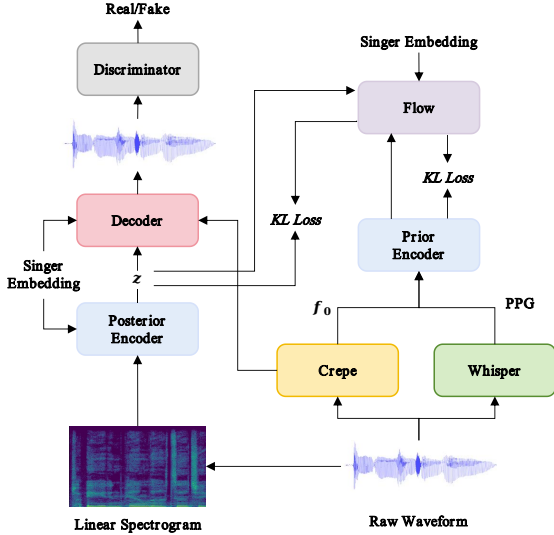 Real/Fake
Discriminator
Singer Embedding
Flow
KL Loss
Decoder
KL Loss
Prior
Encoder
Singer
Embedding
z
Posterior
Encoder
f₀
PPG
Crepe
Whisper
Linear Spectrogram
Raw Waveform